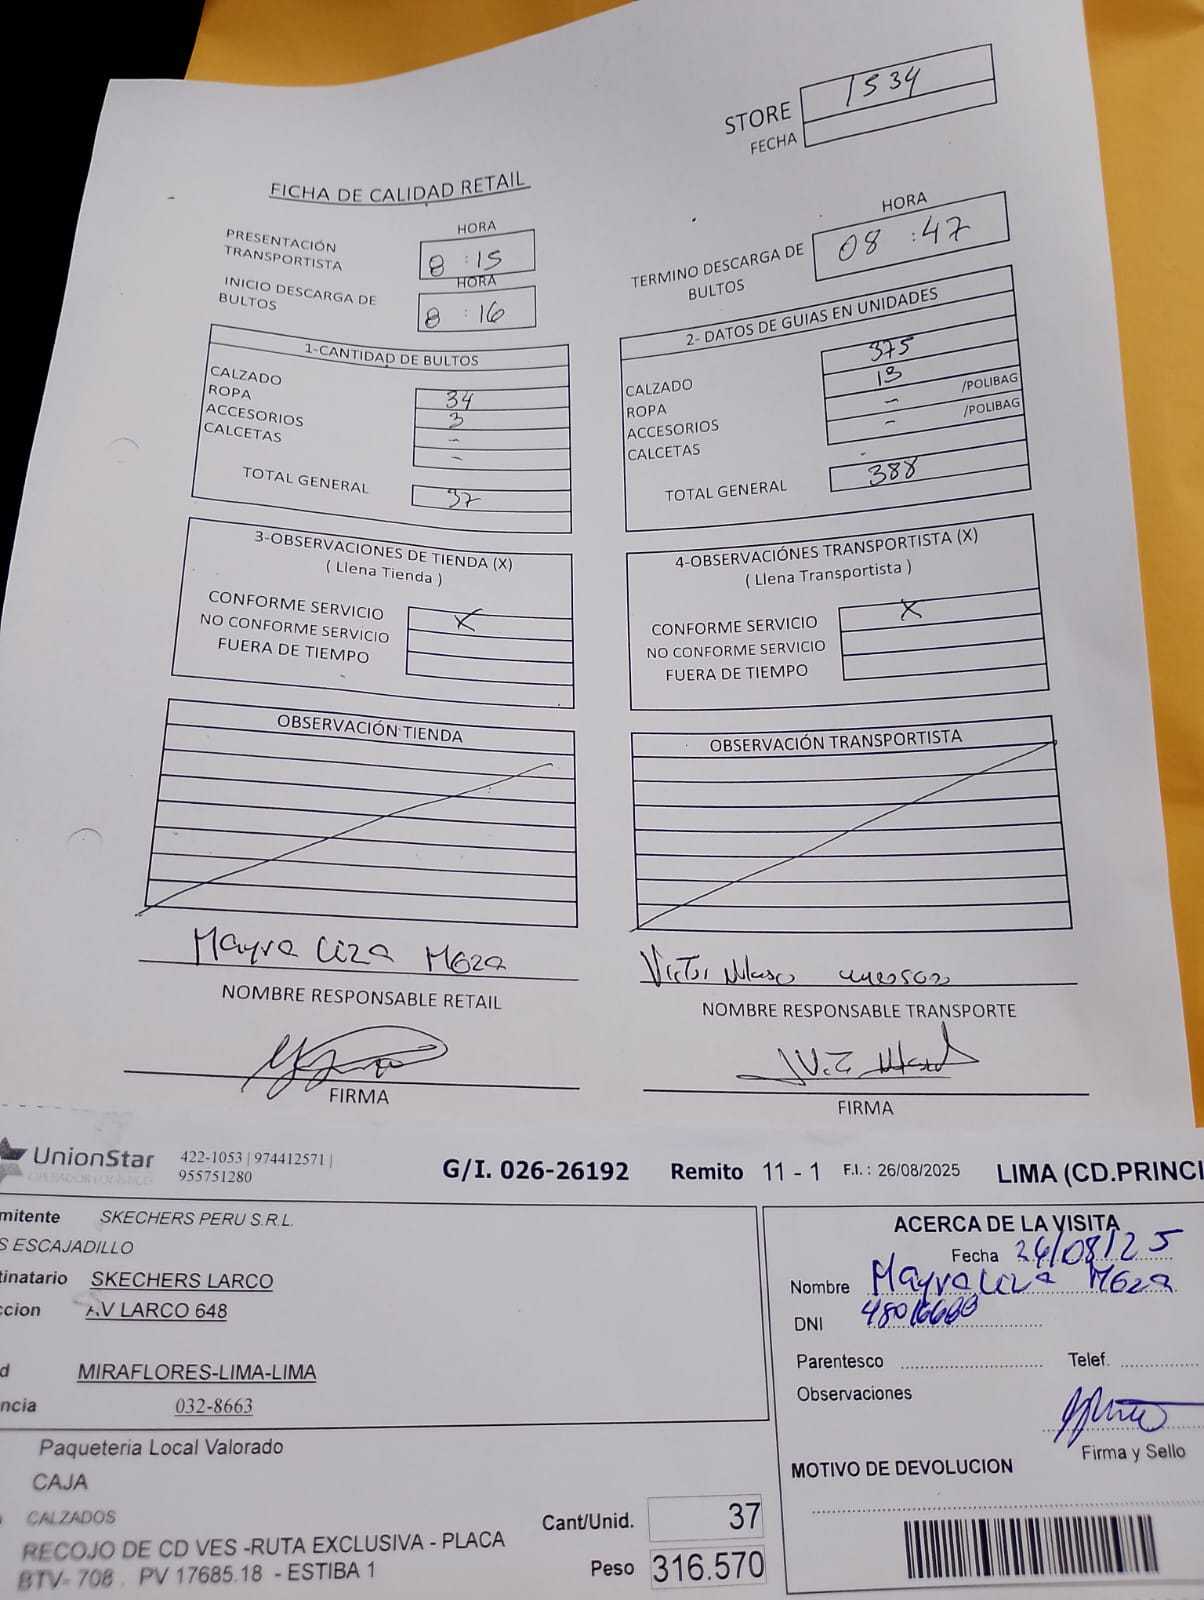 STORE 1534
FECHA
FICHA DE CALIDAD RETAIL
HORA
PRESENTACIÓN TRANSPORTISTA 8 : 15
HORA
INICIO DESCARGA DE BULTOS 8 : 16
HORA
TERMINO DESCARGA DE BULTOS 08 : 47
1-CANTIDAD DE BULTOS
CALZADO 34
ROPA 3
ACCESORIOS -
CALCETAS -
TOTAL GENERAL 37
2- DATOS DE GUIAS EN UNIDADES
CALZADO 375
ROPA 13
ACCESORIOS - /POLIBAG
CALCETAS - /POLIBAG
TOTAL GENERAL 388
3-OBSERVACIONES DE TIENDA (X)
( Llena Tienda )
CONFORME SERVICIO X
NO CONFORME SERVICIO
FUERA DE TIEMPO
4-OBSERVACIÓNES TRANSPORTISTA (X)
( Llena Transportista )
CONFORME SERVICIO X
NO CONFORME SERVICIO
FUERA DE TIEMPO
OBSERVACIÓN TIENDA
OBSERVACIÓN TRANSPORTISTA
Mayra Liza Meza
NOMBRE RESPONSABLE RETAIL
FIRMA
Victor
NOMBRE RESPONSABLE TRANSPORTE
FIRMA
UnionStar
OPERADOR LOGÍSTICO
422-1053 | 974412571 |
955751280
G/I. 026-26192 Remito 11 - 1 F.I.: 26/08/2025 LIMA (CD.PRINCI
mitente SKECHERS PERU S.R.L.
S ESCAJADILLO
tinatario SKECHERS LARCO
ccion AV LARCO 648
d MIRAFLORES-LIMA-LIMA
ncia 032-8663
ACERCA DE LA VISITA
Fecha 26/08/25
Nombre Mayra Liza Meza
DNI
Parentesco Telef.
Observaciones
Firma y Sello
MOTIVO DE DEVOLUCION
Paqueteria Local Valorado
CAJA
CALZADOS
RECOJO DE CD VES -RUTA EXCLUSIVA - PLACA
BTV- 708 . PV 17685.18 - ESTIBA 1
Cant/Unid. 37
Peso 316.570